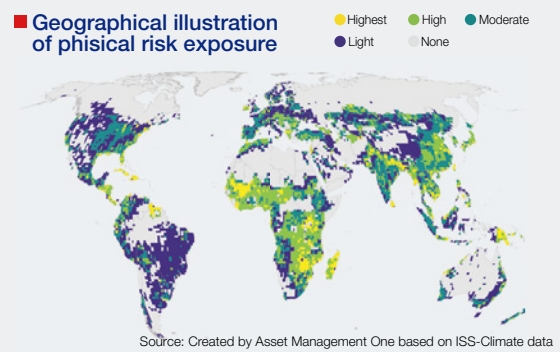 Geographical illustration
of phisical risk exposure
Highest High Moderate
Light None
Source: Created by Asset Management One based on ISS-Climate data